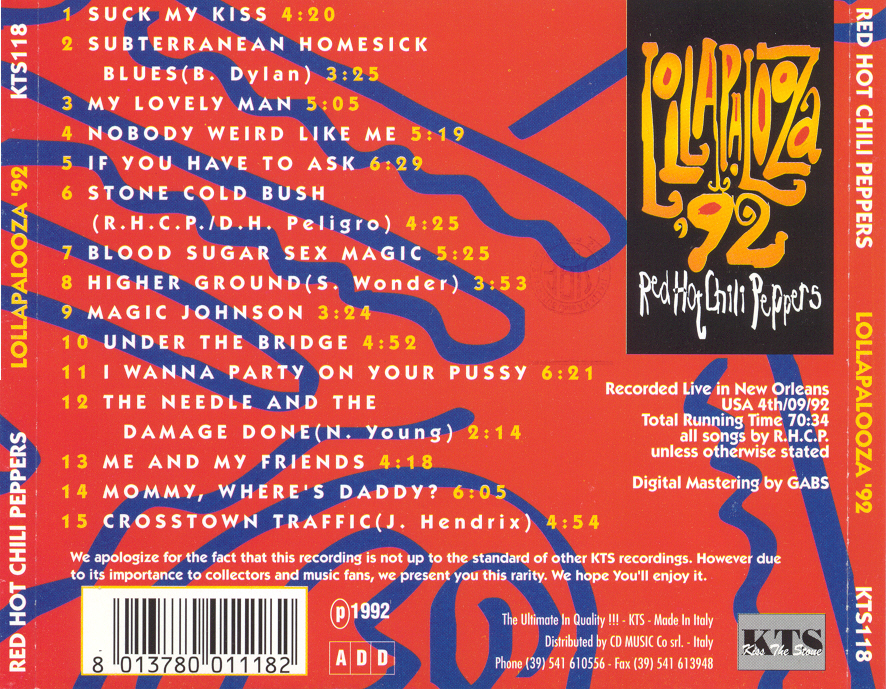 1 SUCK MY KISS 4:20
2 SUBTERRANEAN HOMESICK
BLUES(B. Dylan) 3:25
3 MY LOVELY MAN 5:05
4 NOBODY WEIRD LIKE ME 5:19
5 IF YOU HAVE TO ASK 6:29
6 STONE COLD BUSH
(R.H.C.P./D.H. Peligro) 4:25
7 BLOOD SUGAR SEX MAGIC 5:25
8 HIGHER GROUND(S. Wonder) 3:53
9 MAGIC JOHNSON 3:24
10 UNDER THE BRIDGE 4:52
11 I WANNA PARTY ON YOUR PUSSY 6:21
12 THE NEEDLE AND THE
DAMAGE DONE(N. Young) 2:14
13 ME AND MY FRIENDS 4:18
14 MOMMY, WHERE'S DADDY? 6:05
15 CROSSTOWN TRAFFIC(J. Hendrix) 4:54
LOLLAPALOOZA
'92
Red Hot Chili Peppers
Recorded Live in New Orleans
USA 4th/09/92
Total Running Time 70:34
all songs by R.H.C.P.
unless otherwise stated
Digital Mastering by GABS
We apologize for the fact that this recording is not up to the standard of other KTS recordings. However due
to its importance to collectors and music fans, we present you this rarity. We hope You'll enjoy it.
8 013780 011182
p 1992
A D D
The Ultimate In Quality !!! - KTS - Made In Italy
Distributed by CD MUSIC Co srl. - Italy
Phone (39) 541 610556 - Fax (39) 541 613948
KTS
Kiss The Stone
RED HOT CHILI PEPPERS LOLLAPALOOZA '92 KTS118
RED HOT CHILI PEPPERS LOLLAPALOOZA '92 KTS118